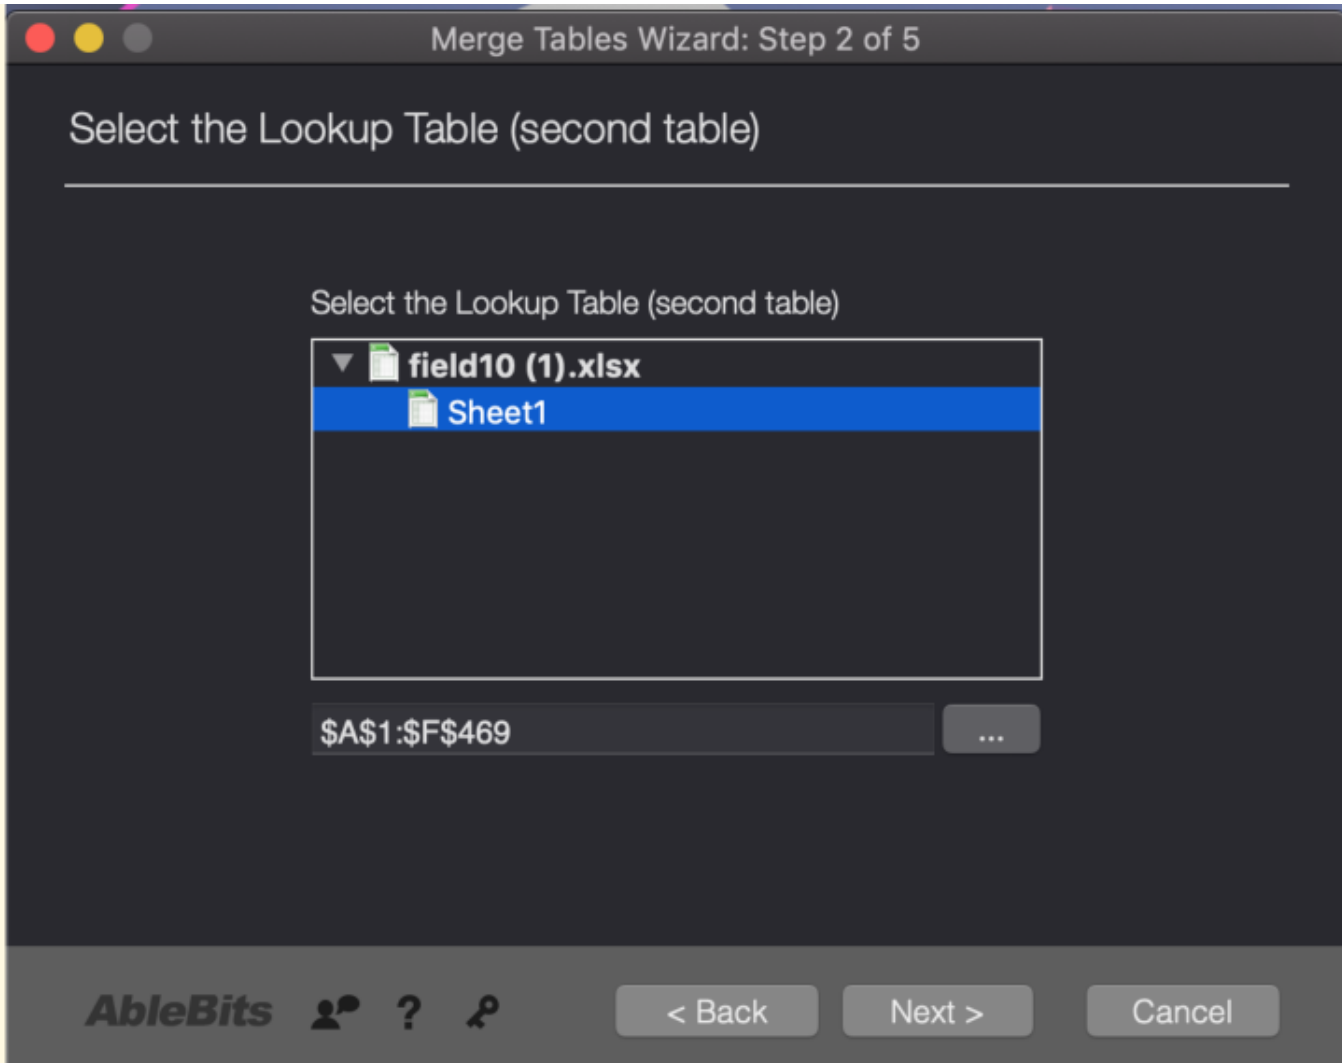 Merge Tables Wizard: Step 2 of 5
Select the Lookup Table (second table)
Select the Lookup Table (second table)
field10 (1).xlsx
Sheet1
$A$1:$F$469
...
AbleBits ? < Back Next > Cancel